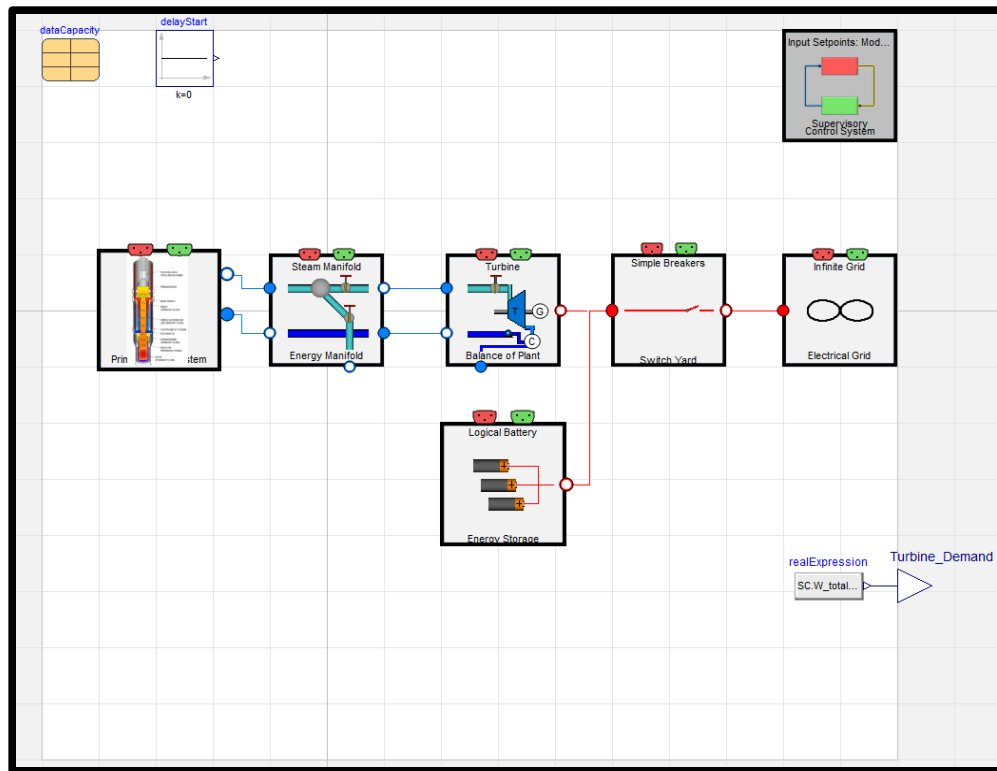 dataCapacity
delayStart
k=0
Input Setpoints: Mod...
Supervisory
Control System
Steam Manifold
Turbine
Simple Breakers
Infinite Grid
T
G
C
Prin
stem
Energy Manifold
Balance of Plant
Switch Yard
Electrical Grid
Logical Battery
Energy Storage
realExpression
Turbine_Demand
SC.W_total...